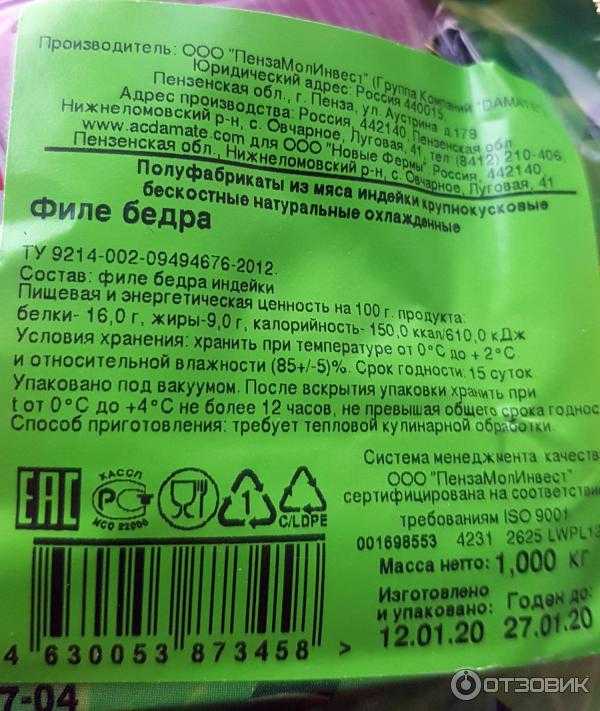 Производитель: ООО "ПензаМолИнвест" (Группа Компаний "DAMATE"
Юридический адрес: Россия 440015,
Пензенская обл., г. Пенза, ул. Аустрина д.179
Адрес производства: Россия, 442140, Пензенская обл.
Нижнеломовский р-н, с. Овчарное, Луговая, 41, тел (8412) 210-406,
www.acdamate.com для ООО "Новые Фермы", Россия, 442140,
Пензенская обл., Нижнеломовский р-н, с. Овчарное, Луговая, 41
Полуфабрикаты из мяса индейки крупнокусковые
бескостные натуральные охлажденные
Филе бедра
ТУ 9214-002-09494676-2012.
Состав: филе бедра индейки
Пищевая и энергетическая ценность на 100 г. продукта:
белки- 16,0 г, жиры-9,0 г, калорийность- 150,0 ккал/610,0 кДж
Условия хранения: хранить при температуре от 0°С до + 2°С
и относительной влажности (85+/-5)%. Срок годности: 15 суток
Упаковано под вакуумом. После вскрытия упаковки хранить при
t от 0°С до +4°С не более 12 часов, не превышая общего срока годнос
Способ приготовления: требует тепловой кулинарной обработки.
Система менеджмента качеств
ООО "ПензаМолИнвест"
сертифицирована на соответстви
требованиям ISO 9001
ЕАС
ХАССП
РС
ИСО 22000
1
C/LDPE
001698553 4231 2625 LWPL13
Масса нетто: 1,000 кг
Изготовлено
и упаковано:
12.01.20
Годен до:
27.01.20
4 630053 873458 >
7-04
ОТЗОВИК